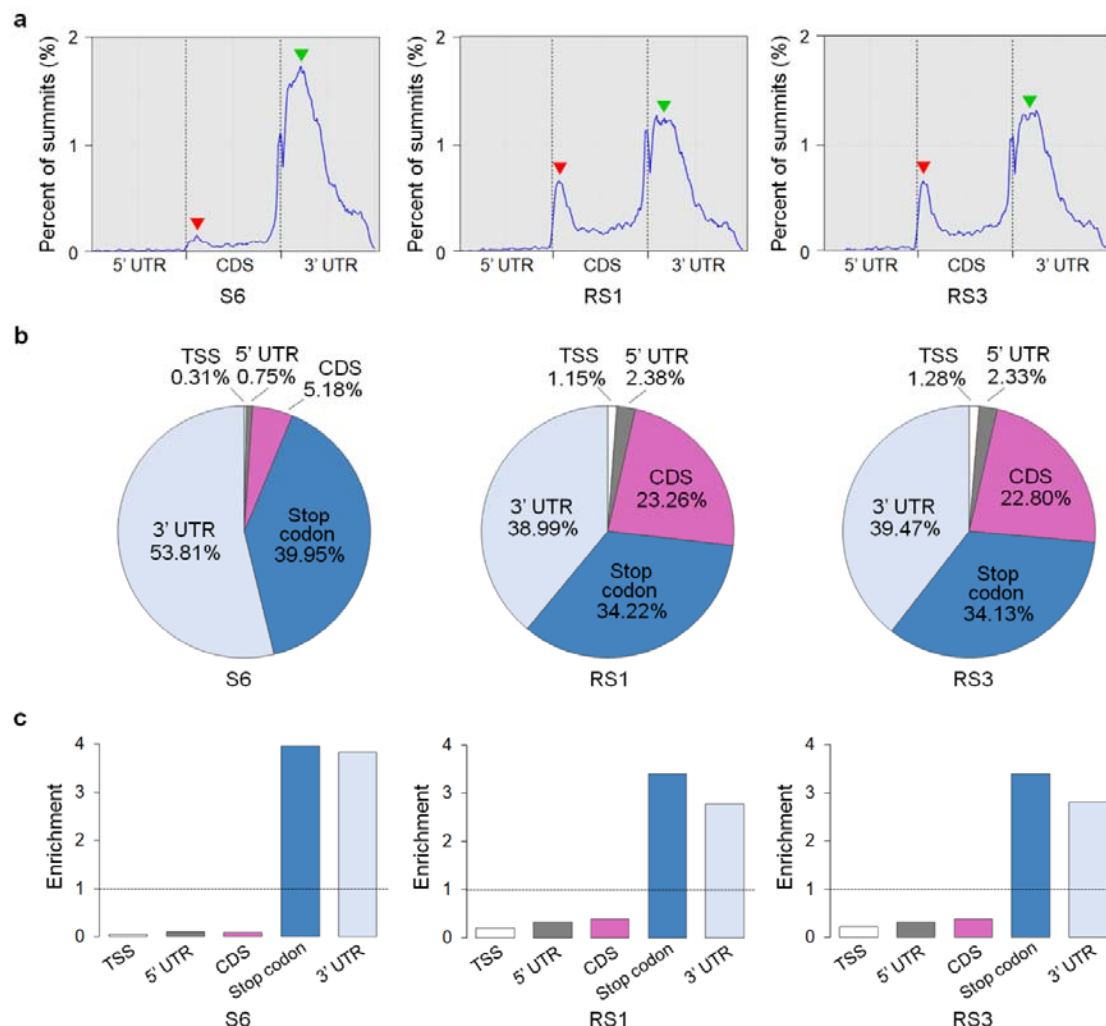 a
Percent of summits (%)
2
1
0
5' UTR
CDS
3' UTR
S6
Percent of summits (%)
2
1
0
5' UTR
CDS
3' UTR
RS1
Percent of summits (%)
2
1
0
5' UTR
CDS
3' UTR
RS3
b
TSS
0.31%
5' UTR
0.75%
CDS
5.18%
3' UTR
53.81%
Stop
codon
39.95%
S6
TSS
1.15%
5' UTR
2.38%
CDS
23.26%
3' UTR
38.99%
Stop
codon
34.22%
RS1
TSS
1.28%
5' UTR
2.33%
CDS
22.80%
3' UTR
39.47%
Stop
codon
34.13%
RS3
c
Enrichment
4
3
2
1
0
TSS
5' UTR
CDS
Stop codon
3' UTR
S6
Enrichment
4
3
2
1
0
TSS
5' UTR
CDS
Stop codon
3' UTR
RS1
Enrichment
4
3
2
1
0
TSS
5' UTR
CDS
Stop codon
3' UTR
RS3